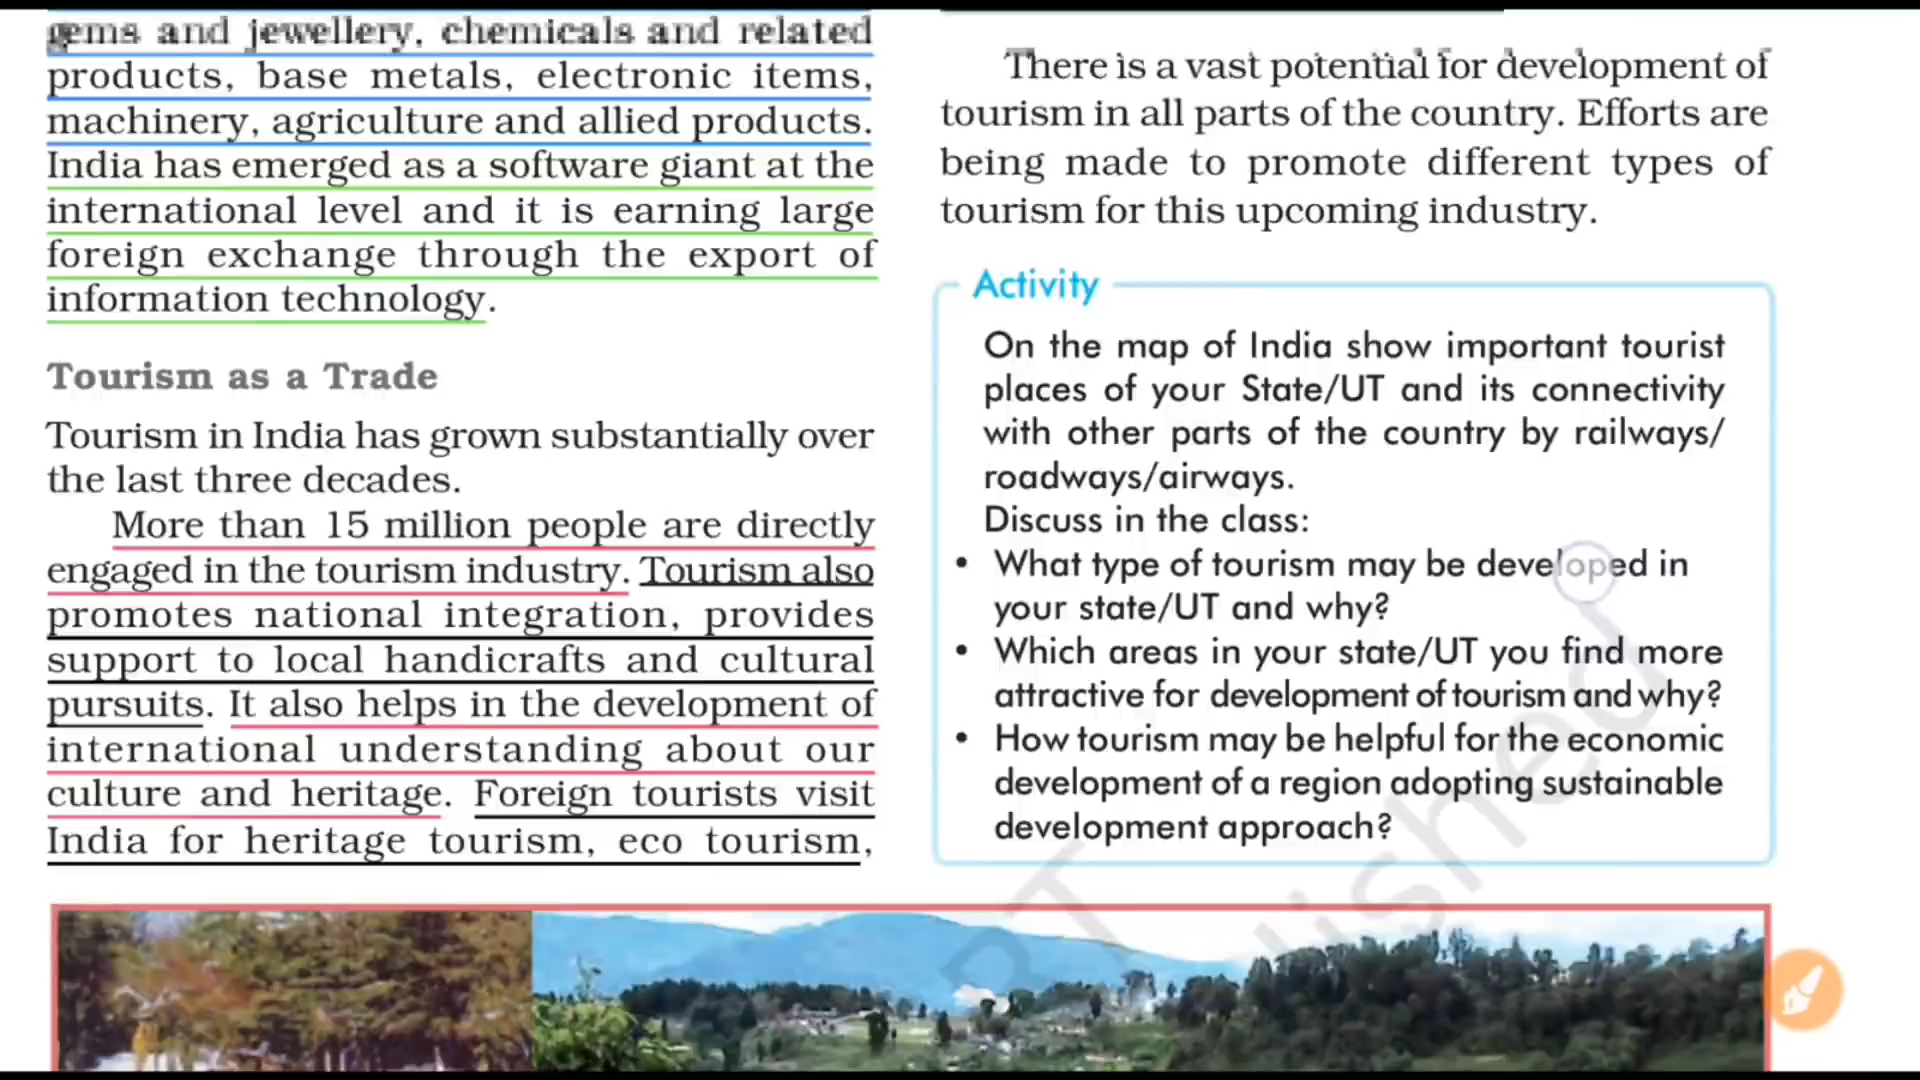 gems and jewellery, chemicals and related
products, base metals, electronic items,
machinery, agriculture and allied products.
India has emerged as a software giant at the
international level and it is earning large
foreign exchange through the export of
information technology.
Tourism as a Trade
Tourism in India has grown substantially over
the last three decades.
More than 15 million people are directly
engaged in the tourism industry. Tourism also
promotes national integration, provides
support to local handicrafts and cultural
pursuits. It also helps in the development of
international understanding about our
culture and heritage. Foreign tourists visit
India for heritage tourism, eco tourism,
There is a vast potential for development of
tourism in all parts of the country. Efforts are
being made to promote different types of
tourism for this upcoming industry.
Activity
On the map of India show important tourist
places of your State/UT and its connectivity
with other parts of the country by railways/
roadways/airways.
Discuss in the class:
• What type of tourism may be developed in
your state/UT and why?
• Which areas in your state/UT you find more
attractive for development of tourism and why?
• How tourism may be helpful for the economic
development of a region adopting sustainable
development approach?